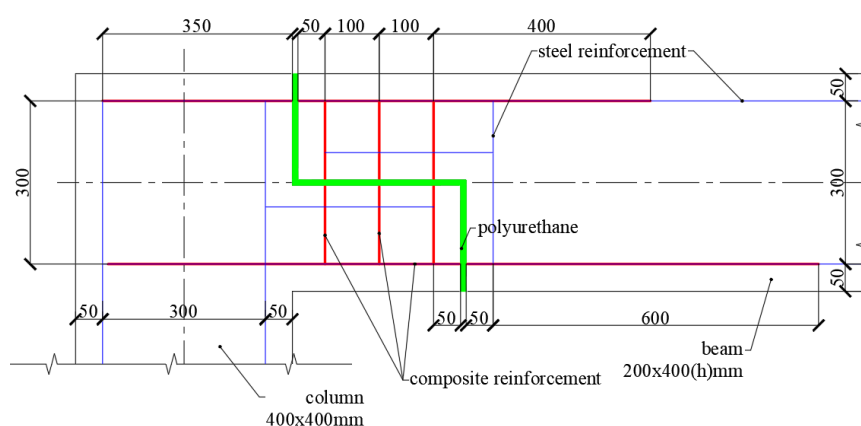 350
50
100
100
400
steel reinforcement
50
300
300
polyurethane
50
50
300
50
50
50
600
beam
200x400(h)mm
composite reinforcement
column
400x400mm